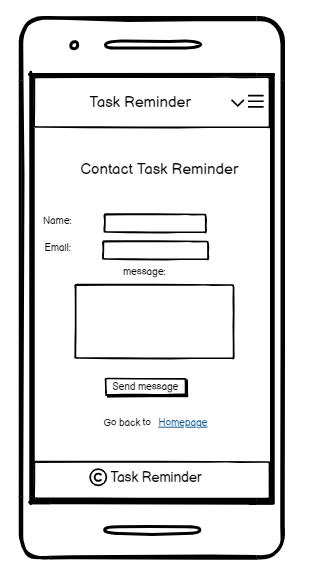 Task Reminder
Contact Task Reminder
Name:
Email:
message:
Send message
Go back to Homepage
© Task Reminder